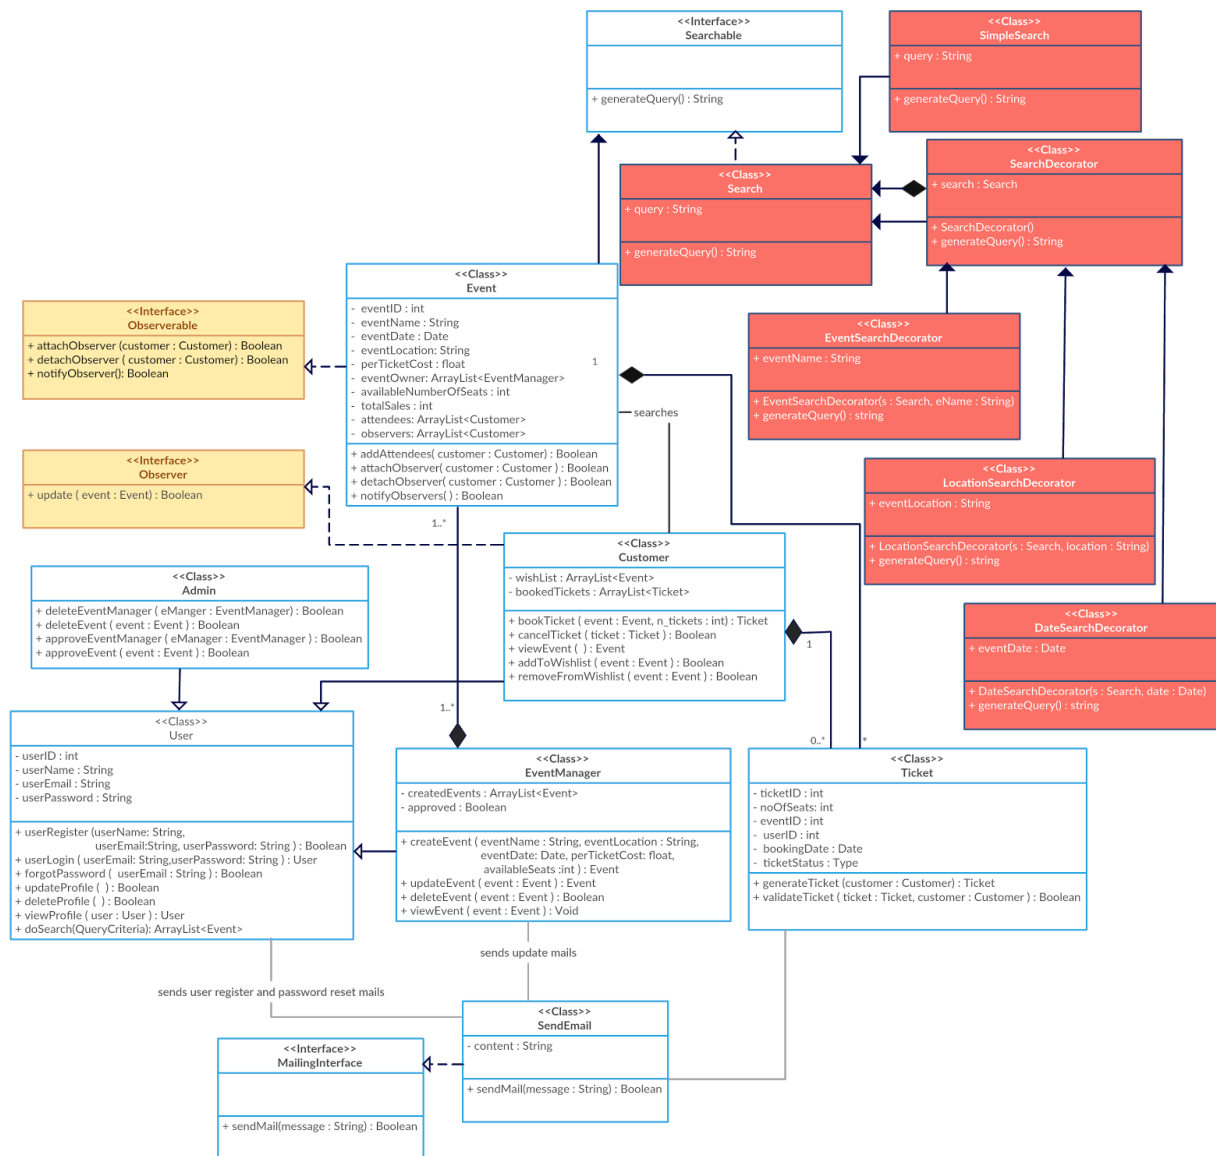 <<Interface>>
Searchable
+ generateQuery() : String
<<Class>>
SimpleSearch
+ query : String
+ generateQuery() : String
<<Class>>
Search
+ query : String
+ generateQuery() : String
<<Class>>
SearchDecorator
+ search : Search
+ SearchDecorator()
+ generateQuery() : String
<<Class>>
Event
- eventID : int
- eventName : String
- eventDate : Date
- eventLocation: String
- perTicketCost : float
- eventOwner: ArrayList<EventManager>
- availableNumberOfSeats : int
- totalSales : int
- attendees: ArrayList<Customer>
- observers: ArrayList<Customer>
+ addAttendees( customer : Customer) : Boolean
+ attachObserver( customer : Customer ) : Boolean
+ detachObserver( customer : Customer ) : Boolean
+ notifyObservers( ) : Boolean
1
searches
1..*
<<Interface>>
Observerable
+ attachObserver (customer : Customer) : Boolean
+ detachObserver ( customer : Customer) : Boolean
+ notifyObserver(): Boolean
<<Interface>>
Observer
+ update ( event : Event) : Boolean
<<Class>>
EventSearchDecorator
+ eventName : String
+ EventSearchDecorator(s : Search, eName : String)
+ generateQuery() : string
<<Class>>
LocationSearchDecorator
+ eventLocation : String
+ LocationSearchDecorator(s : Search, location : String)
+ generateQuery() : string
<<Class>>
DateSearchDecorator
+ eventDate : Date
+ DateSearchDecorator(s : Search, date : Date)
+ generateQuery() : string
<<Class>>
Customer
- wishList : ArrayList<Event>
- bookedTickets : ArrayList<Ticket>
+ bookTicket ( event : Event, n_tickets : int) : Ticket
+ cancelTicket ( ticket : Ticket ) : Boolean
+ viewEvent ( ) : Event
+ addToWishlist ( event : Event ) : Boolean
+ removeFromWishlist ( event : Event ) : Boolean
1
0..*
*
<<Class>>
Admin
+ deleteEventManager ( eManger : EventManager) : Boolean
+ deleteEvent ( event : Event ) : Boolean
+ approveEventManager ( eManager : EventManager ) : Boolean
+ approveEvent ( event : Event ) : Boolean
<<Class>>
User
- userID : int
- userName : String
- userEmail : String
- userPassword : String
+ userRegister (userName: String,
userEmail:String, userPassword: String ) : Boolean
+ userLogin ( userEmail: String,userPassword: String ) : User
+ forgotPassword ( userEmail : String ) : Boolean
+ updateProfile ( ) : Boolean
+ deleteProfile ( ) : Boolean
+ viewProfile ( user : User ) : User
+ doSearch(QueryCriteria): ArrayList<Event>
1..*
<<Class>>
EventManager
- createdEvents : ArrayList<Event>
- approved : Boolean
+ createEvent ( eventName : String, eventLocation : String,
eventDate: Date, perTicketCost: float,
availableSeats :int ) : Event
+ updateEvent ( event : Event ) : Event
+ deleteEvent ( event : Event ) : Boolean
+ viewEvent ( event : Event ) : Void
<<Class>>
Ticket
- ticketID : int
- noOfSeats: int
- eventID : int
- userID : int
- bookingDate : Date
- ticketStatus : Type
+ generateTicket (customer : Customer) : Ticket
+ validateTicket ( ticket : Ticket, customer : Customer ) : Boolean
sends update mails
sends user register and password reset mails
<<Class>>
SendEmail
- content : String
+ sendMail(message : String) : Boolean
<<Interface>>
MailingInterface
+ sendMail(message : String) : Boolean